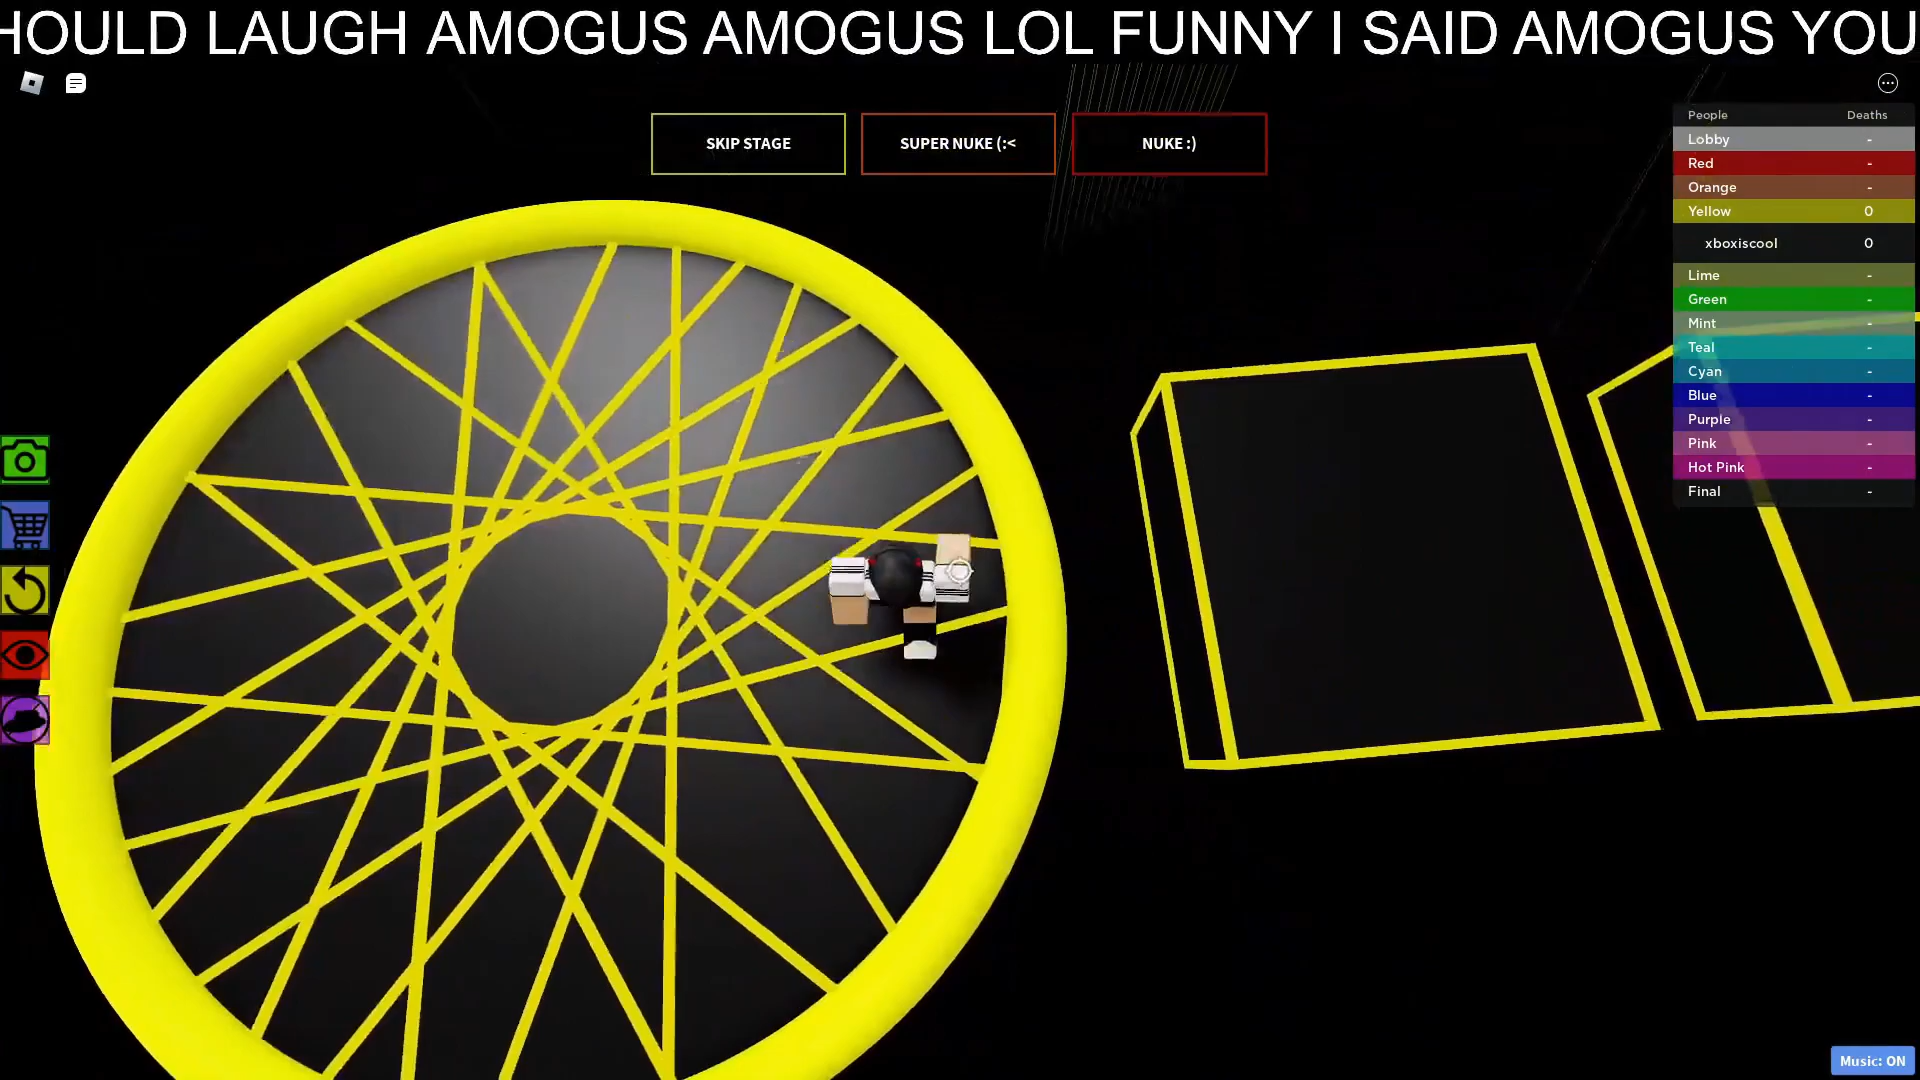 HOULD LAUGH AMOGUS AMOGUS LOL FUNNY I SAID AMOGUS YOU
SKIP STAGE
SUPER NUKE (:<
NUKE :)
People Deaths
Lobby -
Red -
Orange -
Yellow 0
xboxiscool 0
Lime -
Green -
Mint -
Teal -
Cyan -
Blue -
Purple -
Pink -
Hot Pink -
Final -
Music: ON